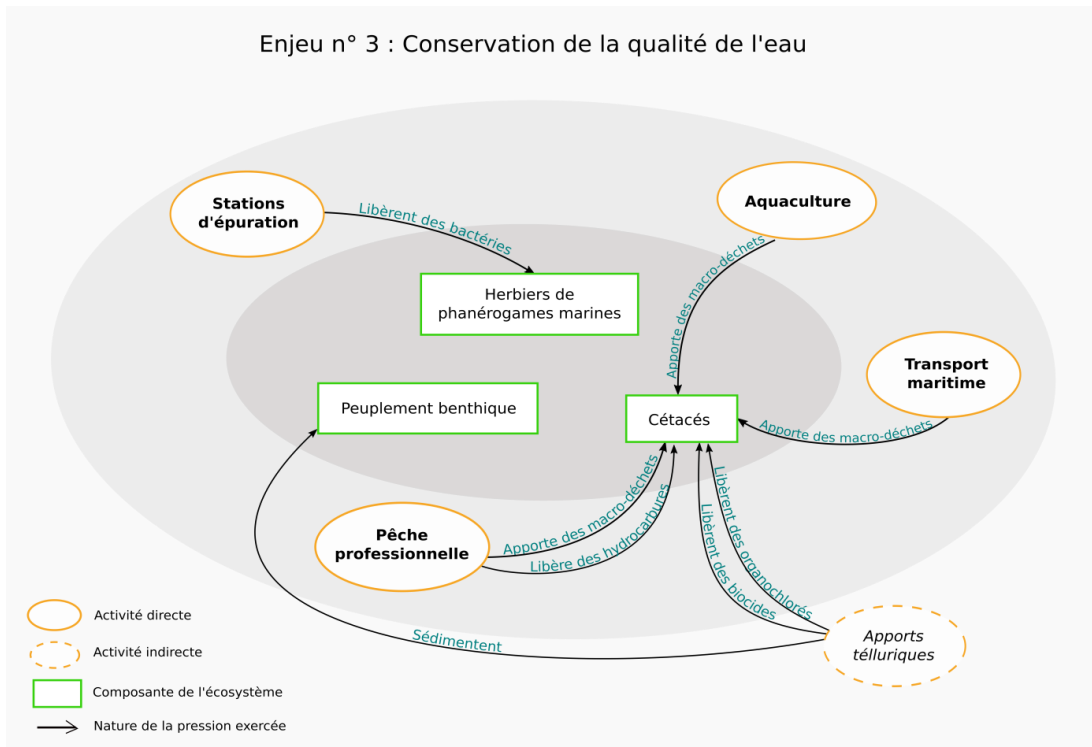 Enjeu n° 3 : Conservation de la qualité de l'eau
Stations
d'épuration
Libèrent des bactéries
Aquaculture
Apporte des macro-déchets
Herbiers de
phanérogames marines
Transport
maritime
Apporte des macro-déchets
Peuplement benthique
Cétacés
Pêche
professionnelle
Apporte des macro-déchets
Libère des hydrocarbures
Libèrent des biocides
Libèrent des organochlorés
Apports
télluriques
Sédimentent
Activité directe
Activité indirecte
Composante de l'écosystème
Nature de la pression exercée